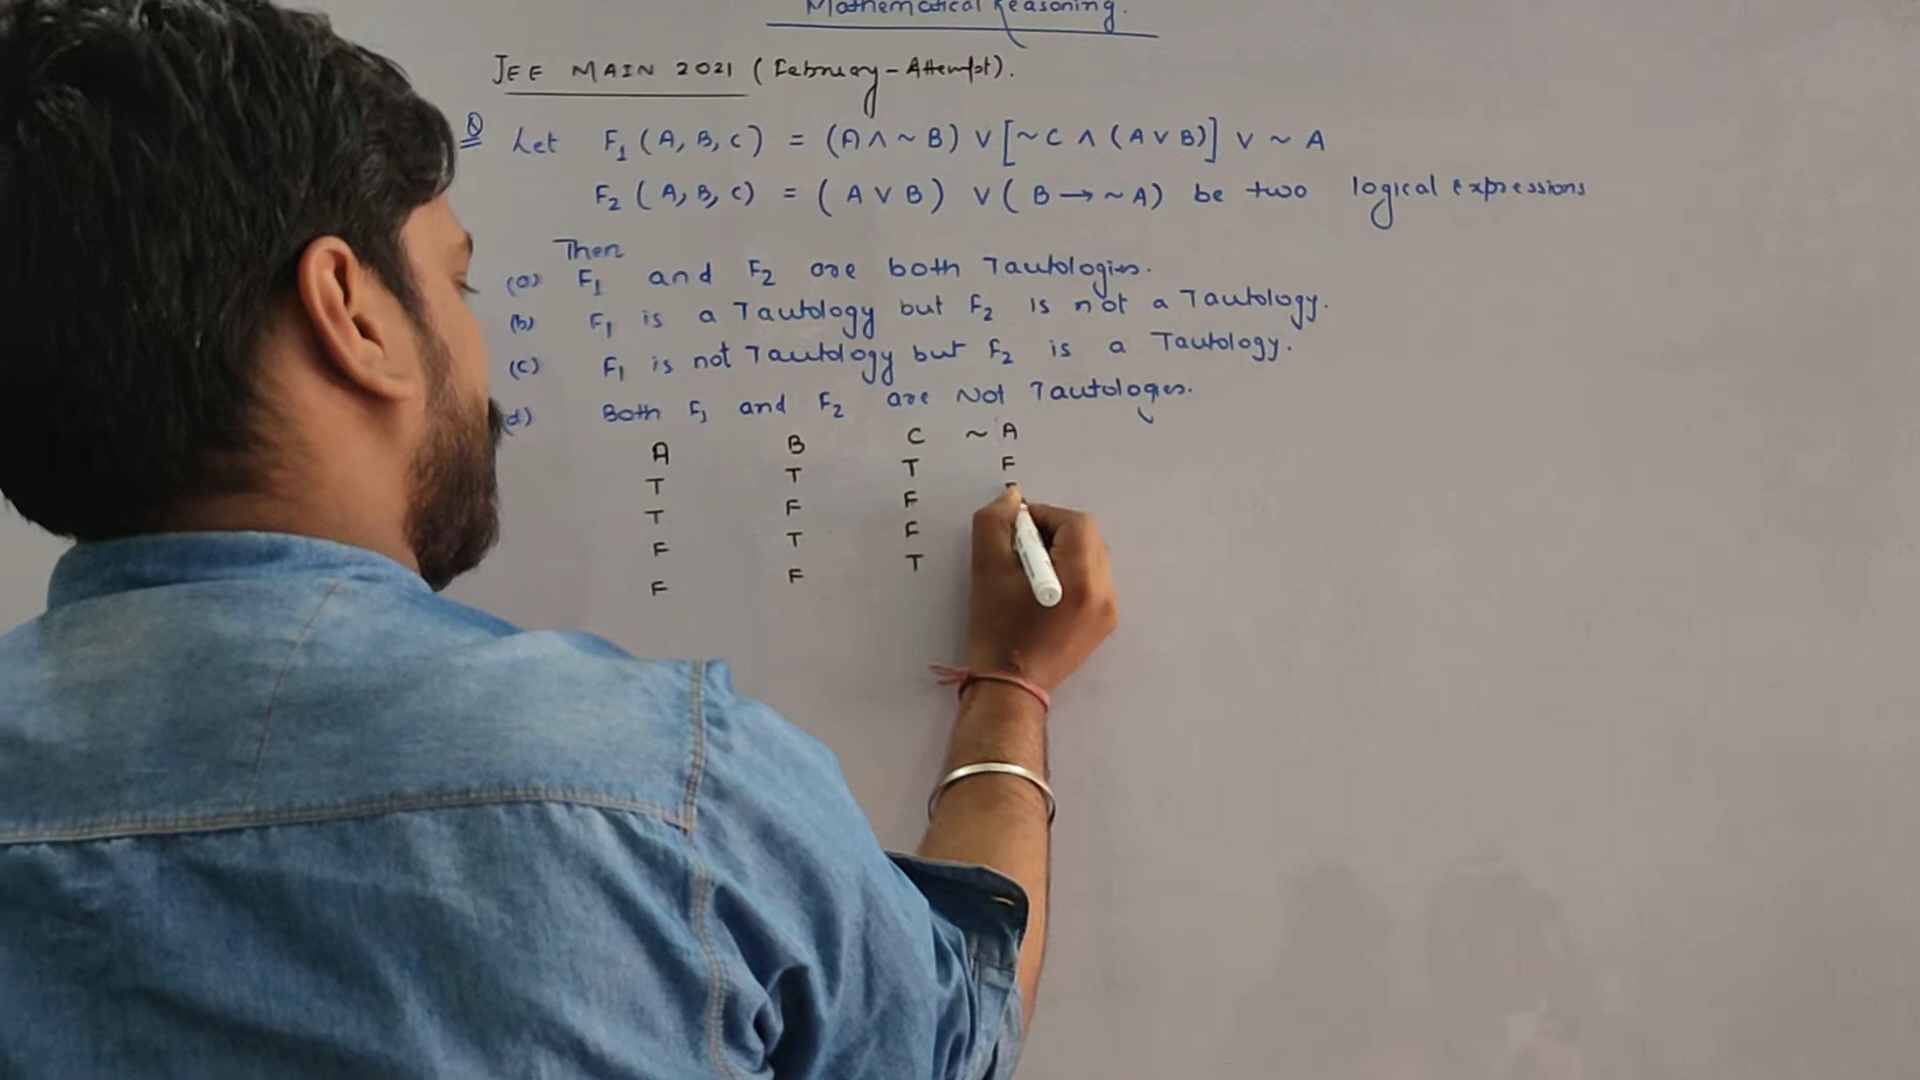 Mathematical Reasoning.
JEE MAIN 2021 (February-Attempt).
Q Let F₁ (A, B, C) = (A ∧ ~ B) ∨ [~ C ∧ (A ∨ B)] ∨ ~ A
F₂ (A, B, C) = (A ∨ B) ∨ (B → ~ A) be two logical expressions
Then
(a) F₁ and F₂ are both Tautologies.
(b) F₁ is a Tautology but F₂ is not a Tautology.
(c) F₁ is not Tautology but F₂ is a Tautology.
(d) Both F₁ and F₂ are Not Tautologies.
A B C ~ A
T T T F
T F F F
F T F
F F T